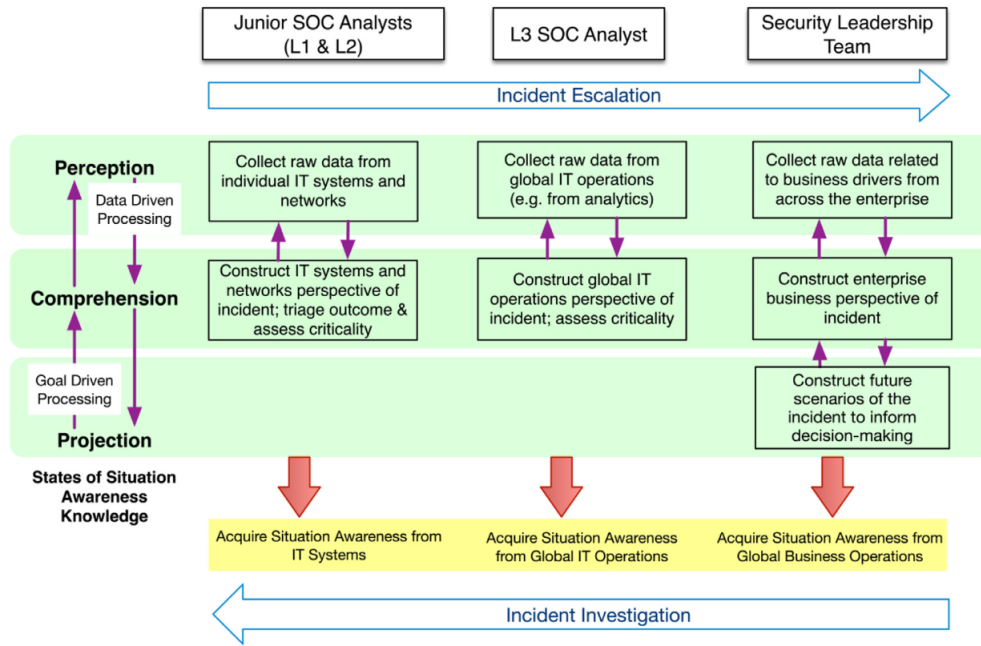 Junior SOC Analysts
(L1 & L2)
L3 SOC Analyst
Security Leadership
Team
Incident Escalation
Perception
Data Driven
Processing
Collect raw data from
individual IT systems and
networks
Collect raw data from
global IT operations
(e.g. from analytics)
Collect raw data related
to business drivers from
across the enterprise
Comprehension
Construct IT systems and
networks perspective of
incident; triage outcome &
assess criticality
Construct global IT
operations perspective of
incident; assess criticality
Construct enterprise
business perspective of
incident
Goal Driven
Processing
Projection
Construct future
scenarios of the
incident to inform
decision-making
States of Situation
Awareness
Knowledge
Acquire Situation Awareness from
IT Systems
Acquire Situation Awareness
from Global IT Operations
Acquire Situation Awareness from
Global Business Operations
Incident Investigation